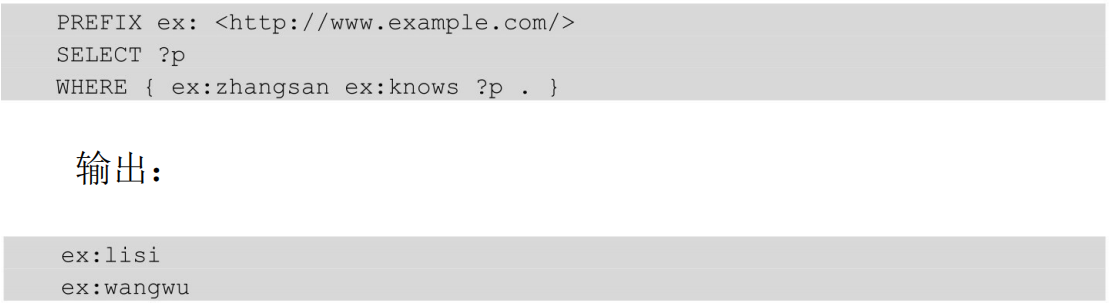 PREFIX ex: <http://www.example.com/>
SELECT ?p
WHERE { ex:zhangsan ex:knows ?p . }
输出：
ex:lisi
ex:wangwu